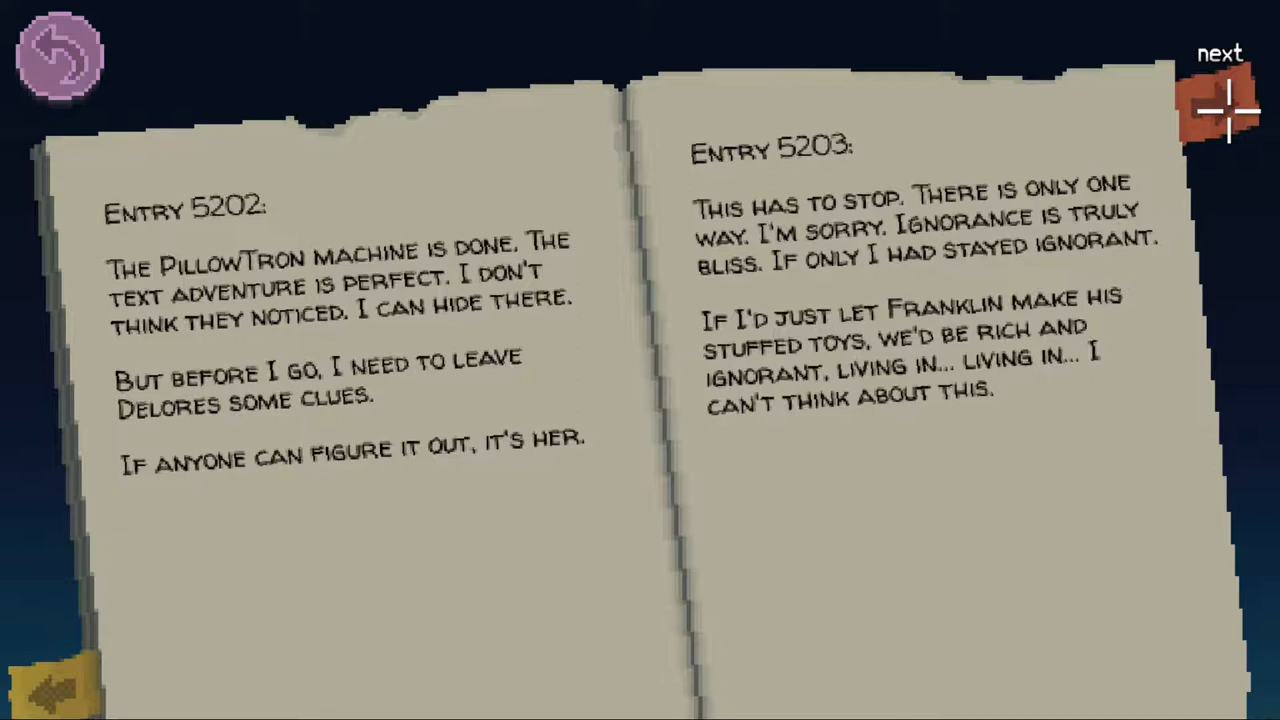 next
Entry 5202:
The PillowTron machine is done. The
text adventure is perfect. I don't
think they noticed. I can hide there.
But before I go, I need to leave
Delores some clues.
If anyone can figure it out, it's her.
Entry 5203:
This has to stop. There is only one
way. I'm sorry. Ignorance is truly
bliss. If only I had stayed ignorant.
If I'd just let Franklin make his
stuffed toys, we'd be rich and
ignorant, living in... living in... I
can't think about this.